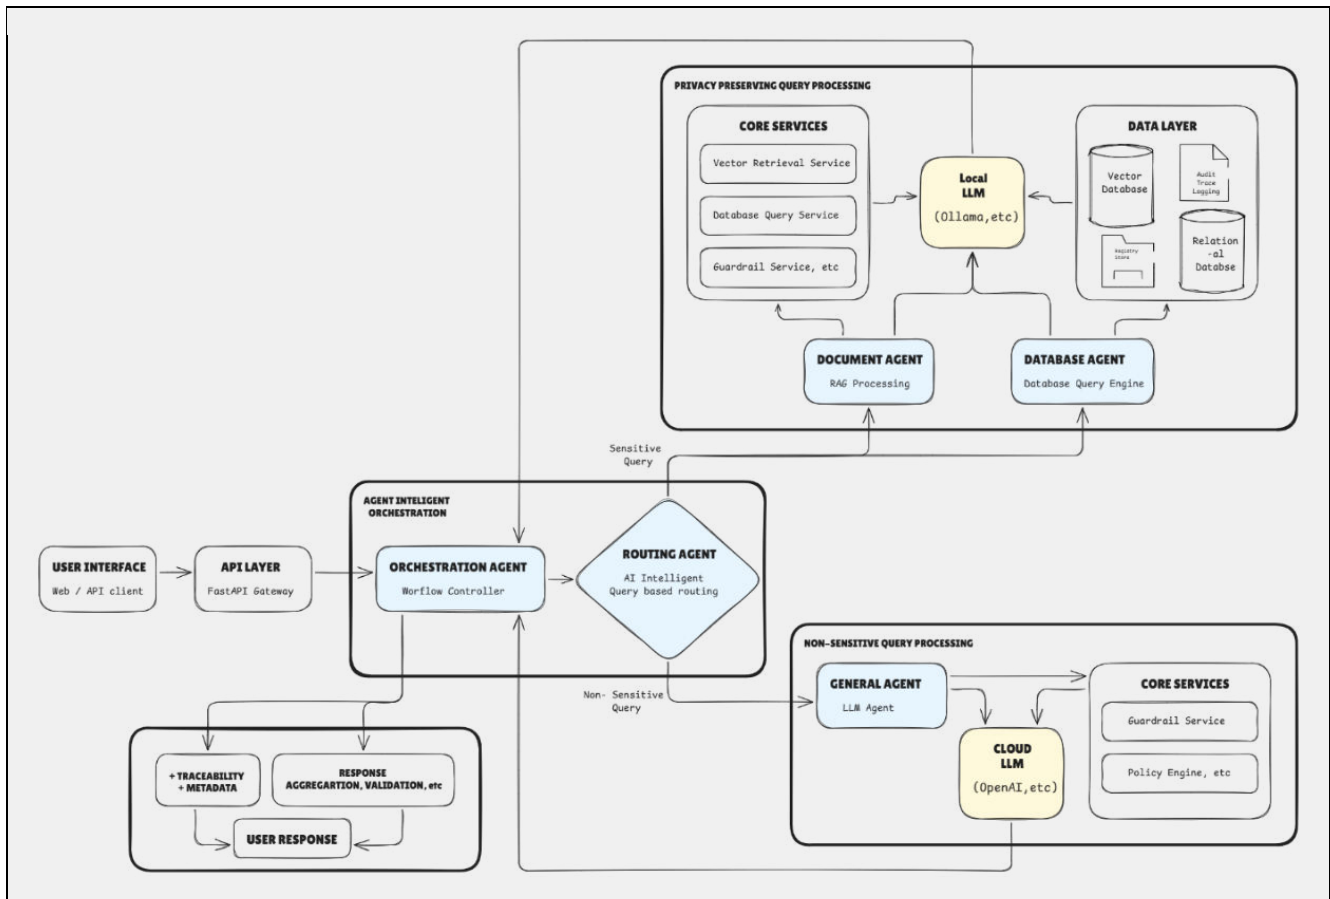 PRIVACY PRESERVING QUERY PROCESSING
CORE SERVICES
Vector Retrieval Service
Database Query Service
Guardrail Service, etc
Local
LLM
(Ollama,etc)
DATA LAYER
Vector
Database
Audit
Trace
Logging
Registry
Store
Relation
-al
Databse
DOCUMENT AGENT
RAG Processing
DATABASE AGENT
Database Query Engine
Sensitive
Query
AGENT INTELIGENT
ORCHESTRATION
USER INTERFACE
Web / API client
API LAYER
FastAPI Gateway
ORCHESTRATION AGENT
Worflow Controller
ROUTING AGENT
AI Intelligent
Query based routing
Non- Sensitive
Query
NON-SENSITIVE QUERY PROCESSING
GENERAL AGENT
LLM Agent
CORE SERVICES
Guardrail Service
Policy Engine, etc
CLOUD
LLM
(OpenAI,etc)
+ TRACEABILITY
+ METADATA
RESPONSE
AGGREGARTION, VALIDATION, etc
USER RESPONSE